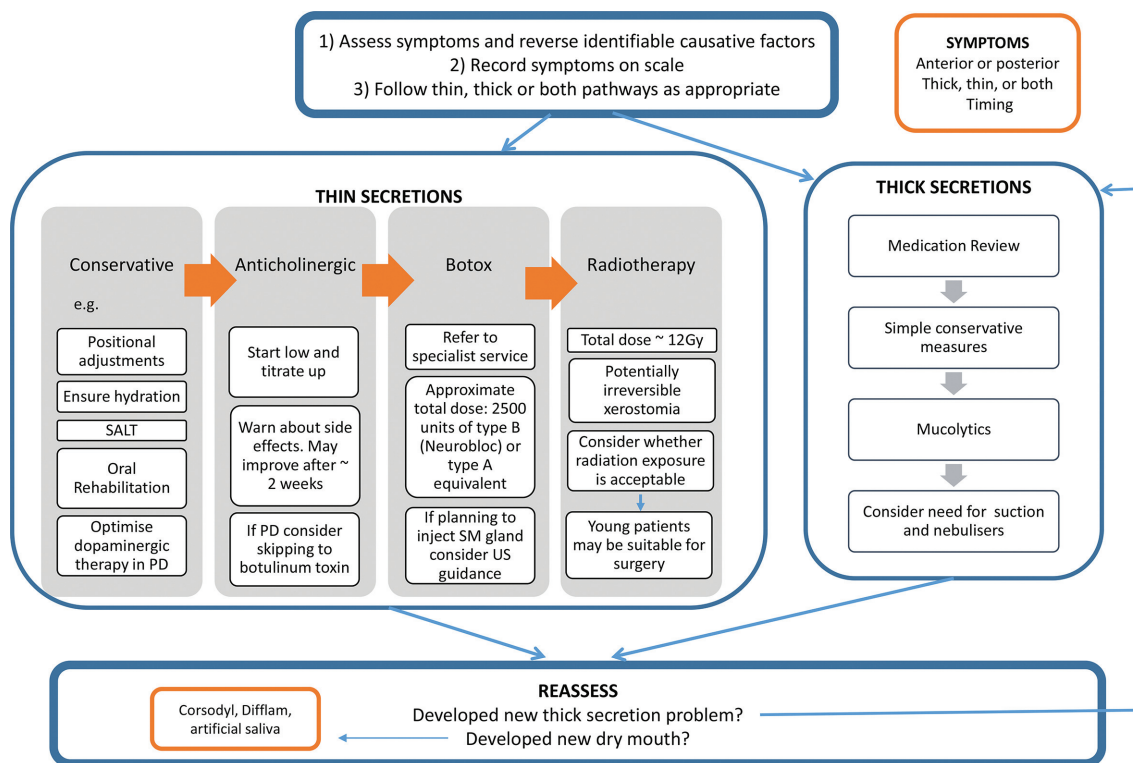 1) Assess symptoms and reverse identifiable causative factors
2) Record symptoms on scale
3) Follow thin, thick or both pathways as appropriate
SYMPTOMS
Anterior or posterior
Thick, thin, or both
Timing
THIN SECRETIONS
Conservative
e.g.
Positional
adjustments
Ensure hydration
SALT
Oral
Rehabilitation
Optimise
dopaminergic
therapy in PD
Anticholinergic
Start low and
titrate up
Warn about side
effects. May
improve after ~
2 weeks
If PD consider
skipping to
botulinum toxin
Botox
Refer to
specialist service
Approximate
total dose: 2500
units of type B
(Neurobloc) or
type A
equivalent
If planning to
inject SM gland
consider US
guidance
Radiotherapy
Total dose ~ 12Gy
Potentially
irreversible
xerostomia
Consider whether
radiation exposure
is acceptable
Young patients
may be suitable for
surgery
THICK SECRETIONS
Medication Review
Simple conservative
measures
Mucolytics
Consider need for suction
and nebulisers
REASSESS
Developed new thick secretion problem?
Developed new dry mouth?
Corsodyl, Difflam,
artificial saliva